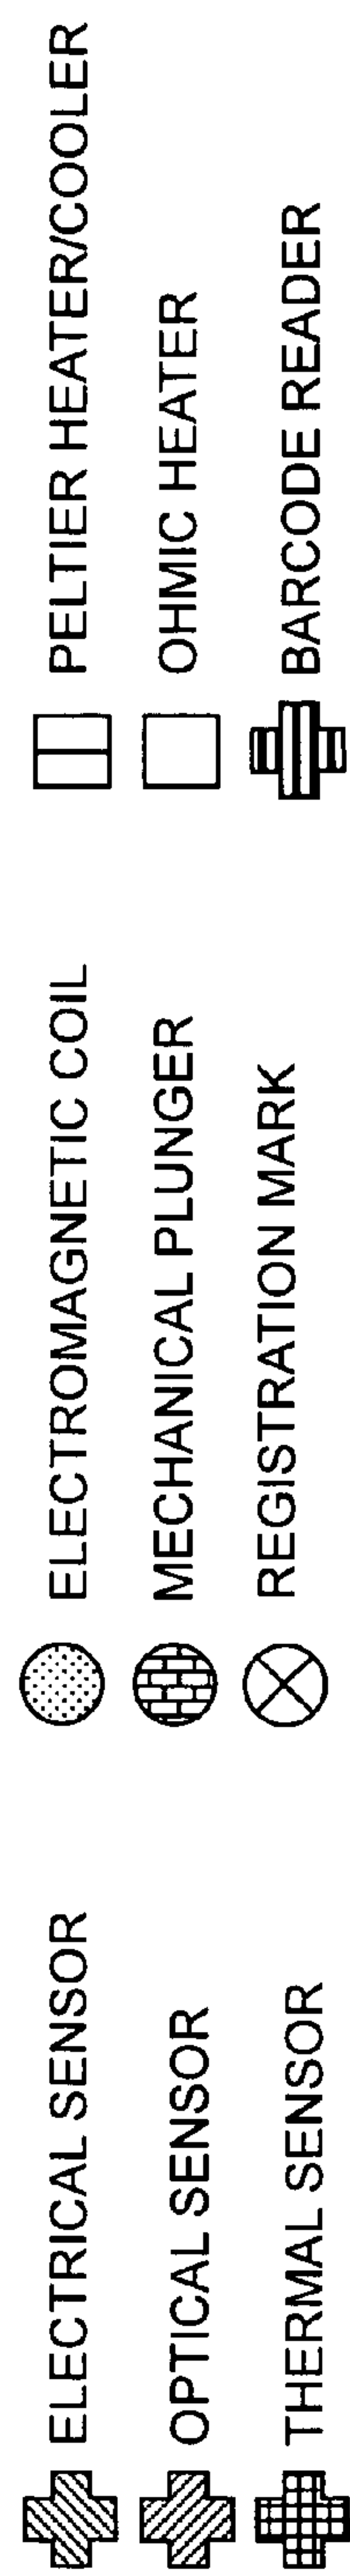 ELECTRICAL SENSOR
OPTICAL SENSOR
THERMAL SENSOR
ELECTROMAGNETIC COIL
MECHANICAL PLUNGER
REGISTRATION MARK
PELTIER HEATER/COOLER
OHMIC HEATER
BARCODE READER